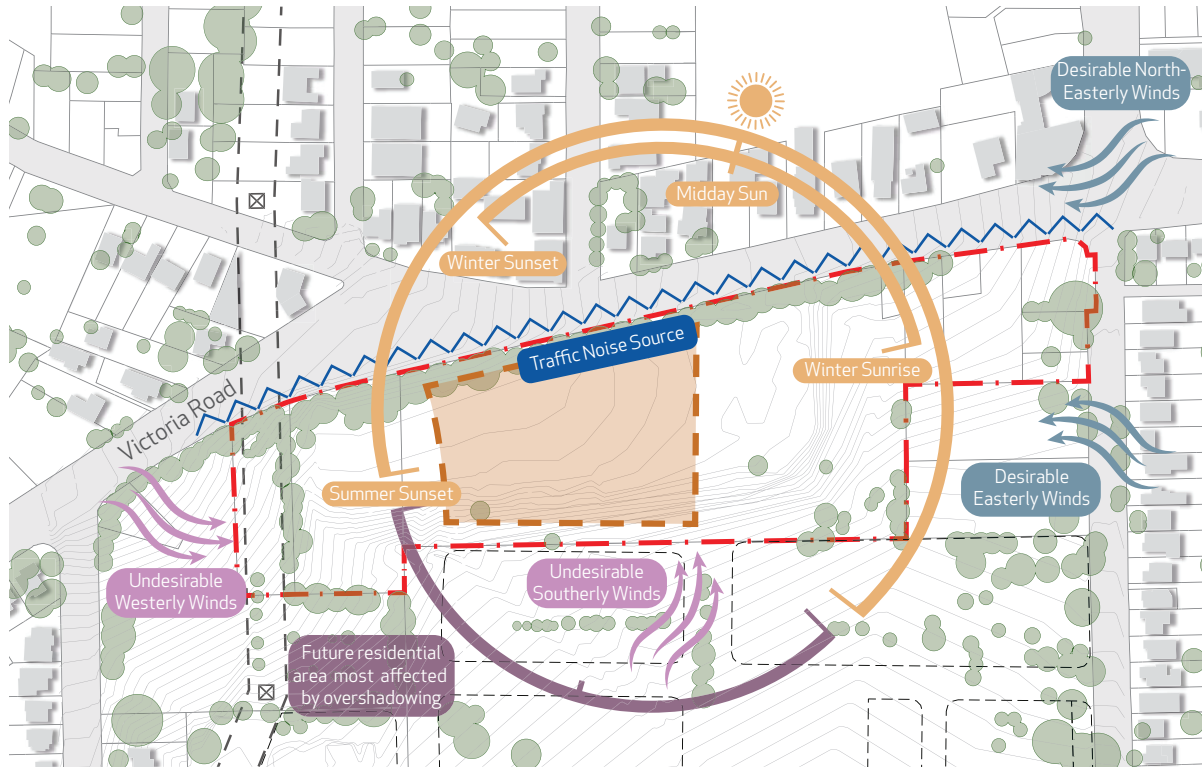 Desirable North-
Easterly Winds
Midday Sun
Winter Sunset
Traffic Noise Source
Winter Sunrise
Victoria Road
Summer Sunset
Desirable
Easterly Winds
Undesirable
Westerly Winds
Undesirable
Southerly Winds
Future residential
area most affected
by overshadowing